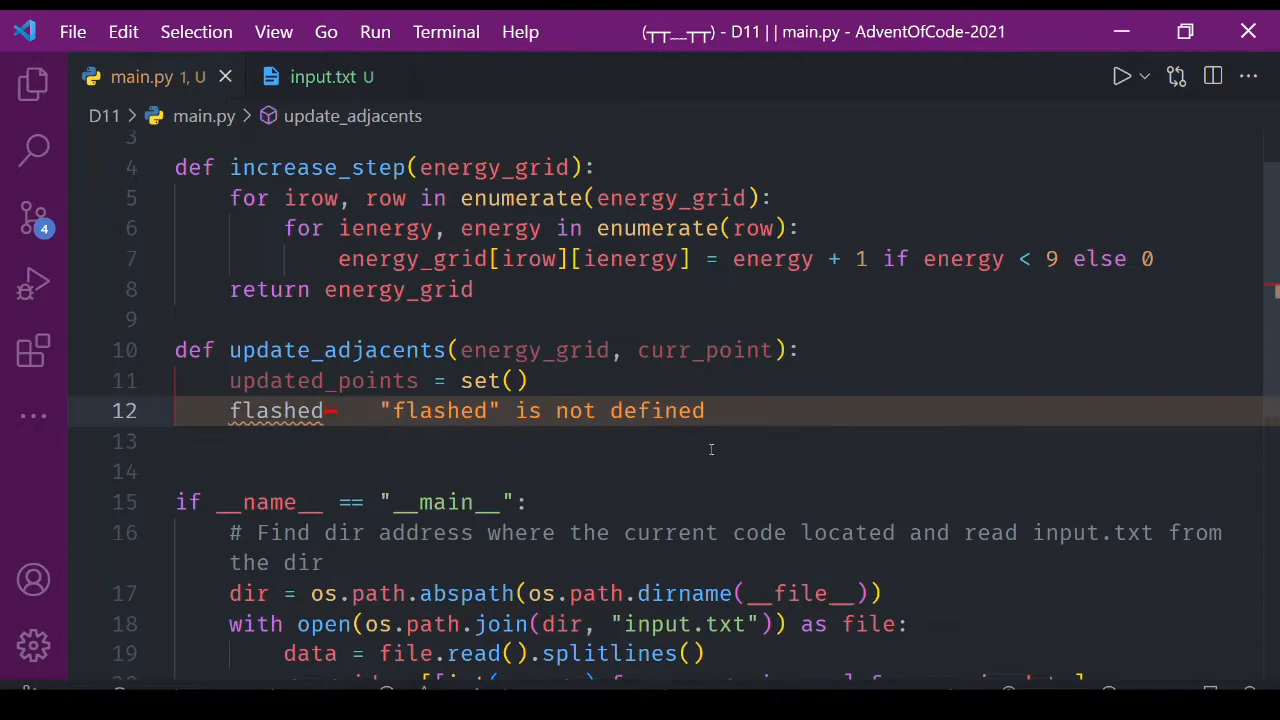 File Edit Selection View Go Run Terminal Help (┬┬__┬┬) - D11 | | main.py - AdventOfCode-2021
main.py 1, U input.txt U
D11 > main.py > update_adjacents
3
4 def increase_step(energy_grid):
5 for irow, row in enumerate(energy_grid):
6 for ienergy, energy in enumerate(row):
7 energy_grid[irow][ienergy] = energy + 1 if energy < 9 else 0
8 return energy_grid
9
10 def update_adjacents(energy_grid, curr_point):
11 updated_points = set()
12 flashed "flashed" is not defined
13
14
15 if __name__ == "__main__":
16 # Find dir address where the current code located and read input.txt from
the dir
17 dir = os.path.abspath(os.path.dirname(__file__))
18 with open(os.path.join(dir, "input.txt")) as file:
19 data = file.read().splitlines()
4